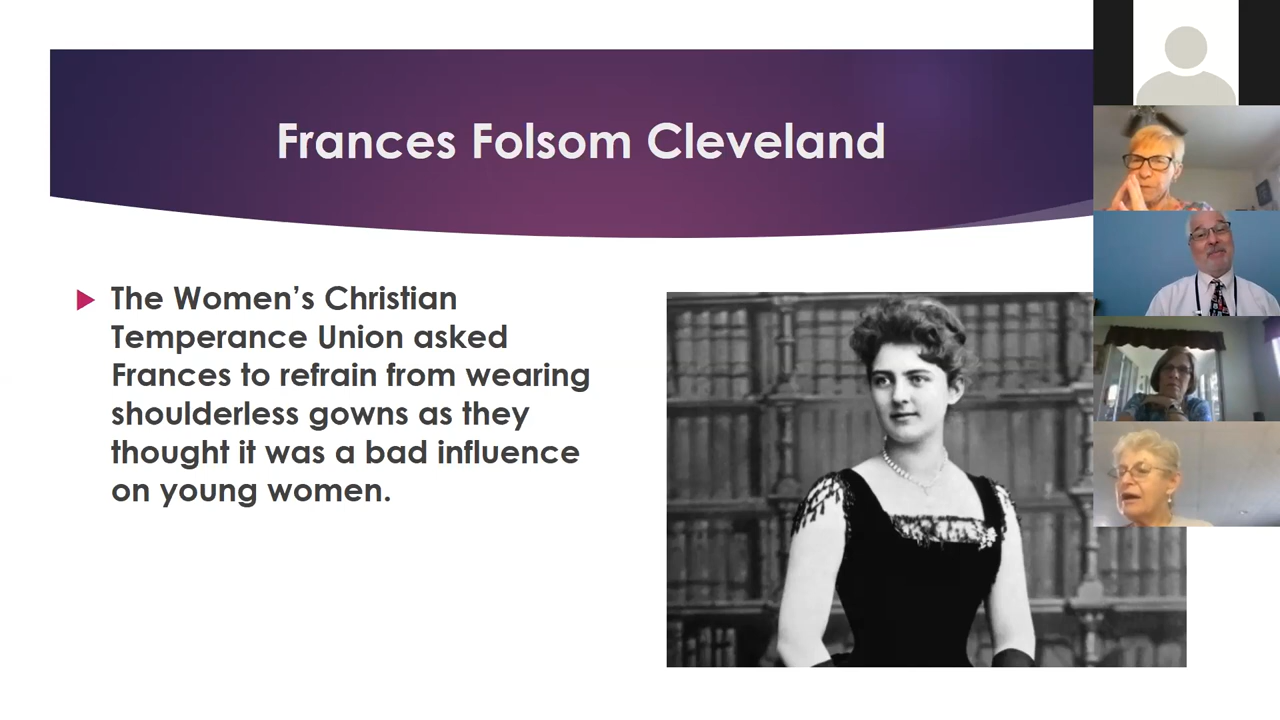 Frances Folsom Cleveland
The Women’s Christian
Temperance Union asked
Frances to refrain from wearing
shoulderless gowns as they
thought it was a bad influence
on young women.